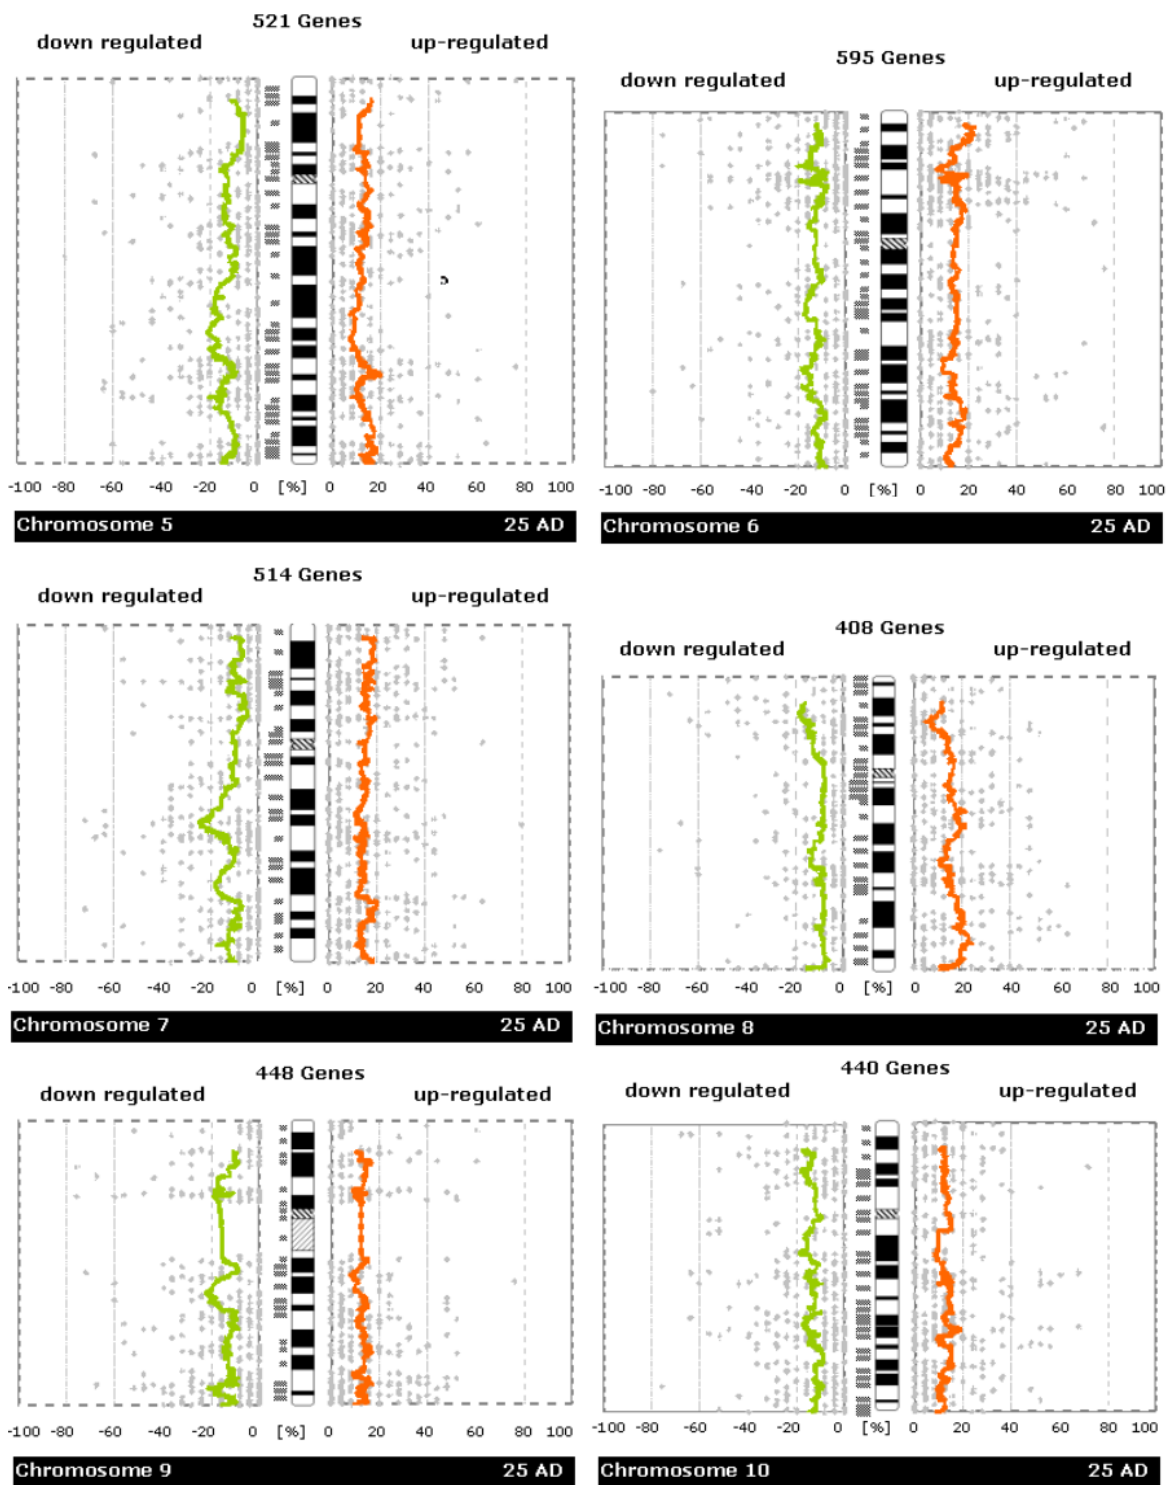 521 Genes
down regulated up-regulated
-100 -80 -60 -40 -20 0 [%] 0 20 40 60 80 100
Chromosome 5 25 AD
595 Genes
down regulated up-regulated
-100 -80 -60 -40 -20 0 [%] 0 20 40 60 80 100
Chromosome 6 25 AD
514 Genes
down regulated up-regulated
-100 -80 -60 -40 -20 0 [%] 0 20 40 60 80 100
Chromosome 7 25 AD
408 Genes
down regulated up-regulated
-100 -80 -60 -40 -20 0 [%] 0 20 40 60 80 100
Chromosome 8 25 AD
448 Genes
down regulated up-regulated
-100 -80 -60 -40 -20 0 [%] 0 20 40 60 80 100
Chromosome 9 25 AD
440 Genes
down regulated up-regulated
-100 -80 -60 -40 -20 0 [%] 0 20 40 60 80 100
Chromosome 10 25 AD